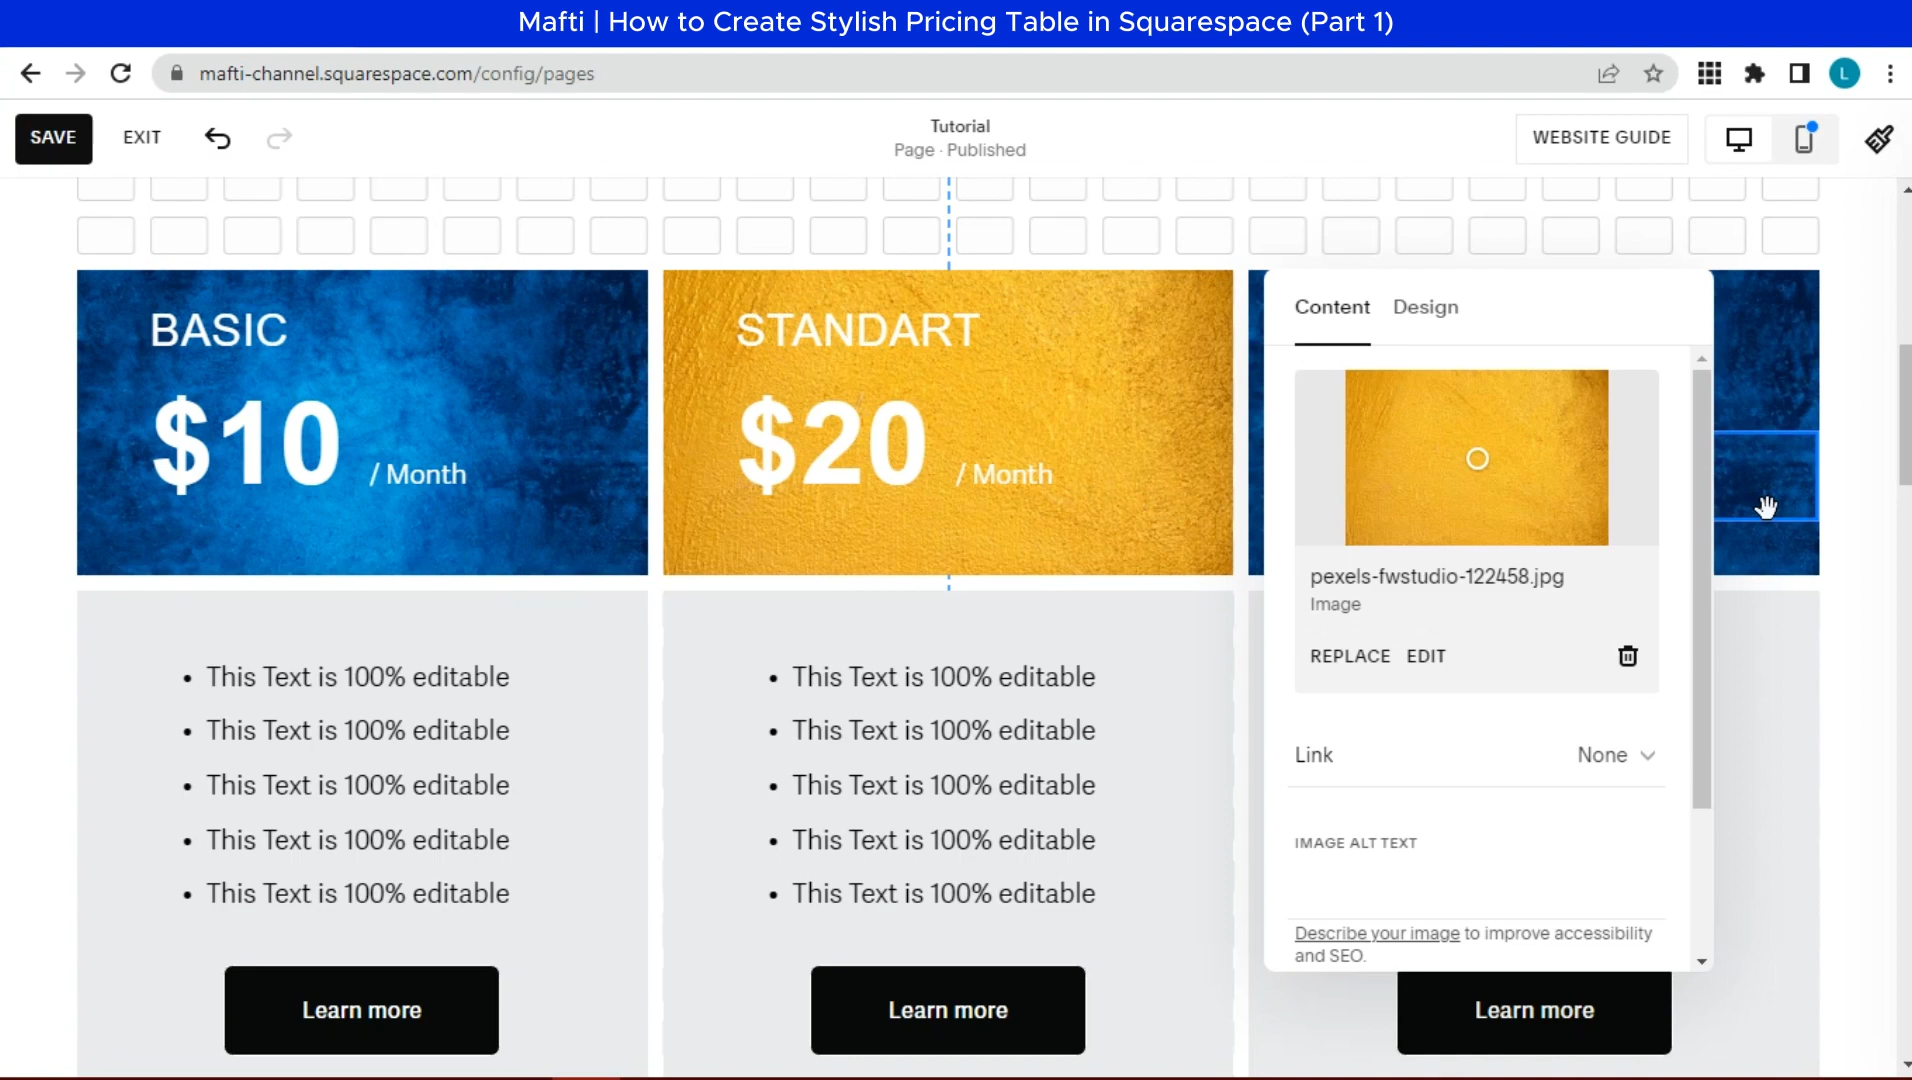 Mafti | How to Create Stylish Pricing Table in Squarespace (Part 1)
mafti-channel.squarespace.com/config/pages
L
SAVE
EXIT
Tutorial
Page · Published
WEBSITE GUIDE
BASIC
$10 / Month
STANDART
$20 / Month
Content Design
pexels-fwstudio-122458.jpg
Image
REPLACE EDIT
Link None
IMAGE ALT TEXT
Describe your image to improve accessibility
and SEO.
• This Text is 100% editable
• This Text is 100% editable
• This Text is 100% editable
• This Text is 100% editable
• This Text is 100% editable
Learn more
• This Text is 100% editable
• This Text is 100% editable
• This Text is 100% editable
• This Text is 100% editable
• This Text is 100% editable
Learn more
Learn more